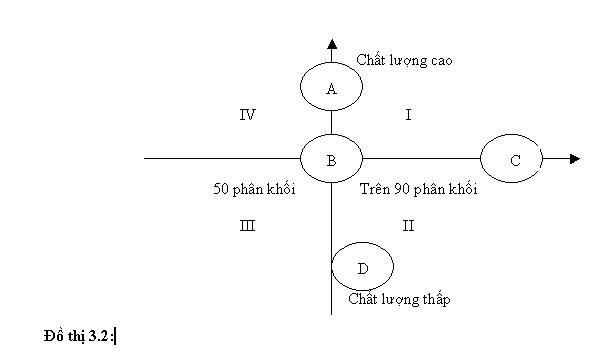 Chất lượng cao
A
IV
I
B
C
50 phân khối
Trên 90 phân khối
III
II
D
Chất lượng thấp
Đồ thị 3.2: